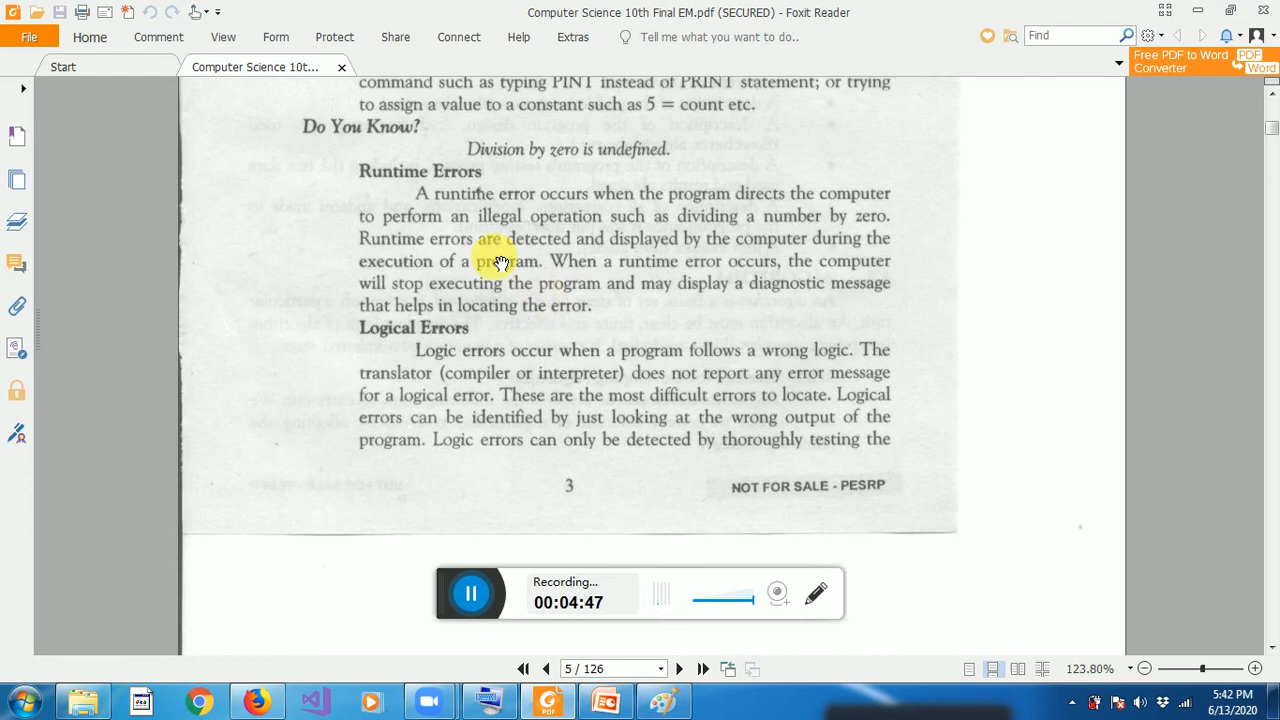 Computer Science 10th Final EM.pdf (SECURED) - Foxit Reader
File Home Comment View Form Protect Share Connect Help Extras Tell me what you want to do.. Find
Free PDF to Word Converter PDF Word
Start Computer Science 10t...
command such as typing PNT instead of PRINT statement; or trying
to assign a value to a constant such as 5 = count etc.
Do You Know?
Division by zero is undefined.
Runtime Errors
A runtime error occurs when the program directs the computer
to perform an illegal operation such as dividing a number by zero.
Runtime errors are detected and displayed by the computer during the
execution of a program. When a runtime error occurs, the computer
will stop executing the program and may display a diagnostic message
that helps in locating the error.
Logical Errors
Logic errors occur when a program follows a wrong logic. The
translator (compiler or interpreter) does not report any error message
for a logical error. These are the most difficult errors to locate. Logical
errors can be identified by just looking at the wrong output of the
program. Logic errors can only be detected by thoroughly testing the
3 NOT FOR SALE - PESRP
Recording...
00:04:47
5 / 126 123.80%
5:42 PM
6/13/2020